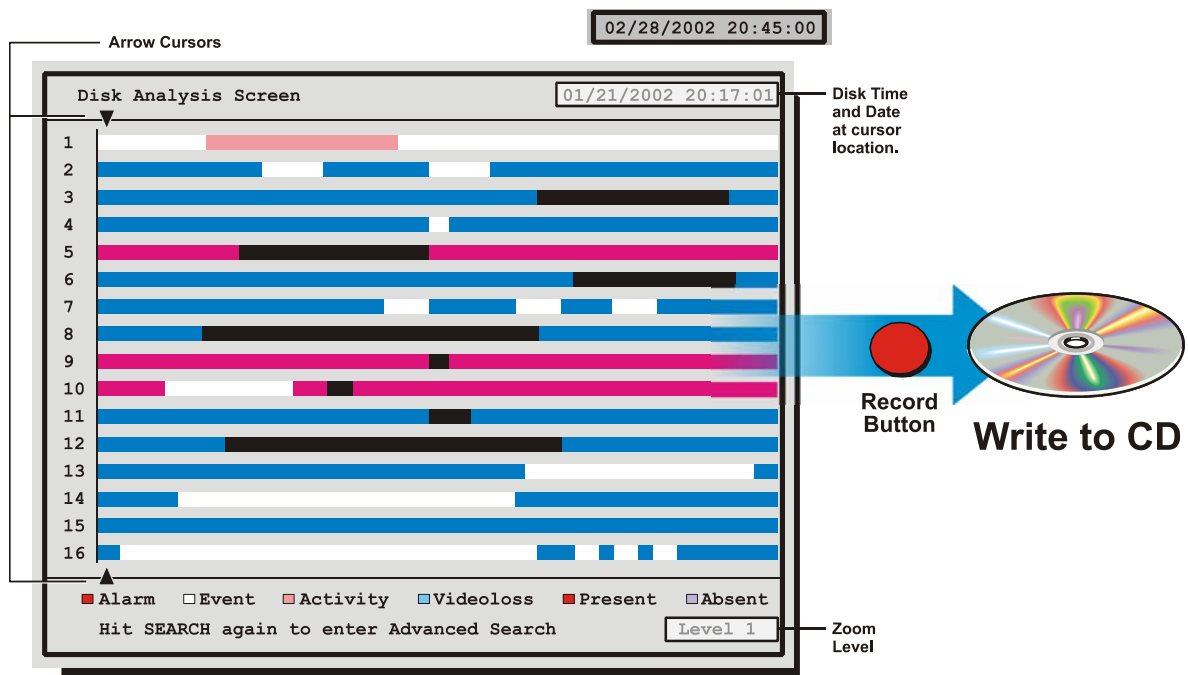 02/28/2002 20:45:00
Arrow Cursors
Disk Analysis Screen
01/21/2002 20:17:01
Disk Time
and Date
at cursor
location.
1
2
3
4
5
6
7
8
9
10
11
12
13
14
15
16
Record
Button
Write to CD
Alarm Event Activity Videoloss Present Absent
Hit SEARCH again to enter Advanced Search
Level 1
Zoom
Level